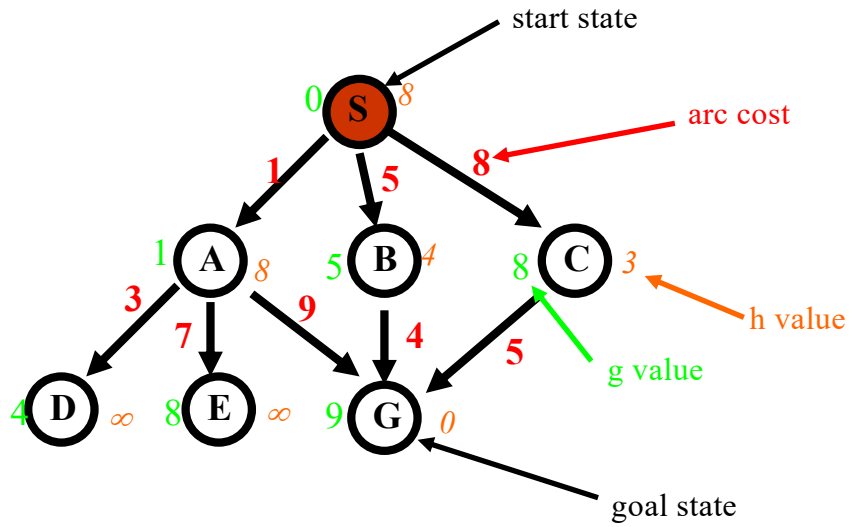 start state
0 S 8
arc cost
1 5 8
1 A 8
5 B 4
8 C 3
3 7 9 4 5
h value
g value
4 D ∞
8 E ∞
9 G 0
goal state